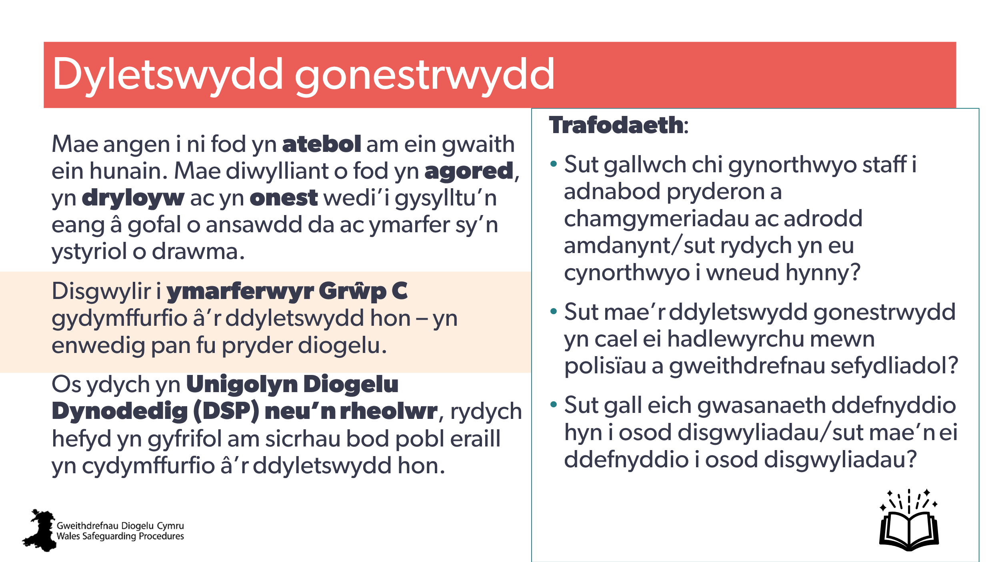 Dyletswydd gonestrwydd
Mae angen i ni fod yn atebol am ein gwaith
ein hunain. Mae diwylliant o fod yn agored,
yn dryloyw ac yn onest wedi’i gysylltu’n
eang â gofal o ansawdd da ac ymarfer sy’n
ystyriol o drawma.
Disgwylir i ymarferwyr Grŵp C
gydymffurfio â’r ddyletswydd hon – yn
enwedig pan fu pryder diogelu.
Os ydych yn Unigolyn Diogelu
Dynodedig (DSP) neu’n rheolwr, rydych
hefyd yn gyfrifol am sicrhau bod pobl eraill
yn cydymffurfio â’r ddyletswydd hon.
Trafodaeth:
• Sut gallwch chi gynorthwyo staff i
adnabod pryderon a
chamgymeriadau ac adrodd
amdanynt/sut rydych yn eu
cynorthwyo i wneud hynny?
• Sut mae’r ddyletswydd gonestrwydd
yn cael ei hadlewyrchu mewn
polisïau a gweithdrefnau sefydliadol?
• Sut gall eich gwasanaeth ddefnyddio
hyn i osod disgwyliadau/sut mae’n ei
ddefnyddio i osod disgwyliadau?
Gweithdrefnau Diogelu Cymru
Wales Safeguarding Procedures